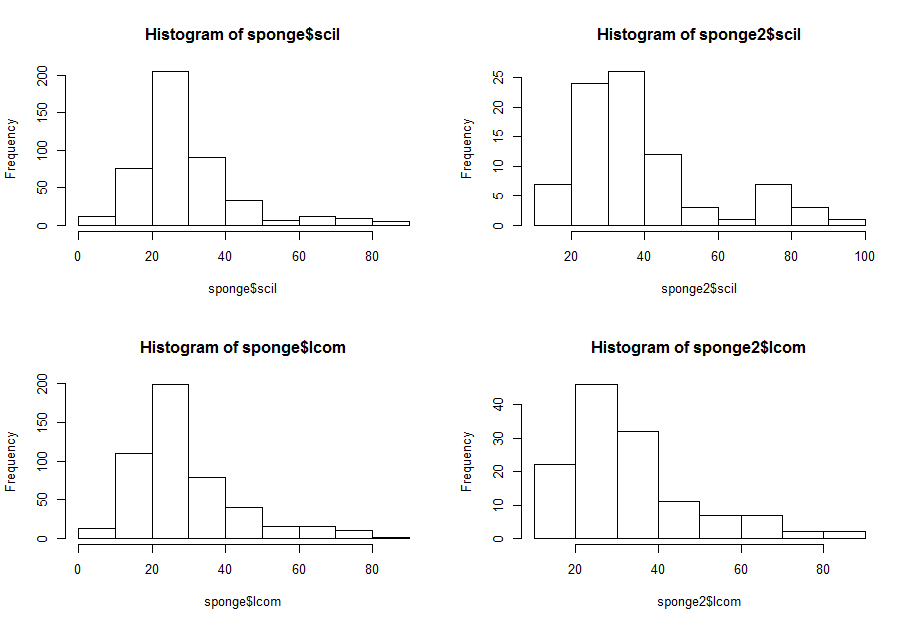 Histogram of sponge$scil
Frequency
0 50 100 150 200
0 20 40 60 80
sponge$scil
Histogram of sponge2$scil
Frequency
0 5 10 15 20 25
20 40 60 80 100
sponge2$scil
Histogram of sponge$lcom
Frequency
0 50 100 150 200
0 20 40 60 80
sponge$lcom
Histogram of sponge2$lcom
Frequency
0 10 20 30 40
20 40 60 80
sponge2$lcom